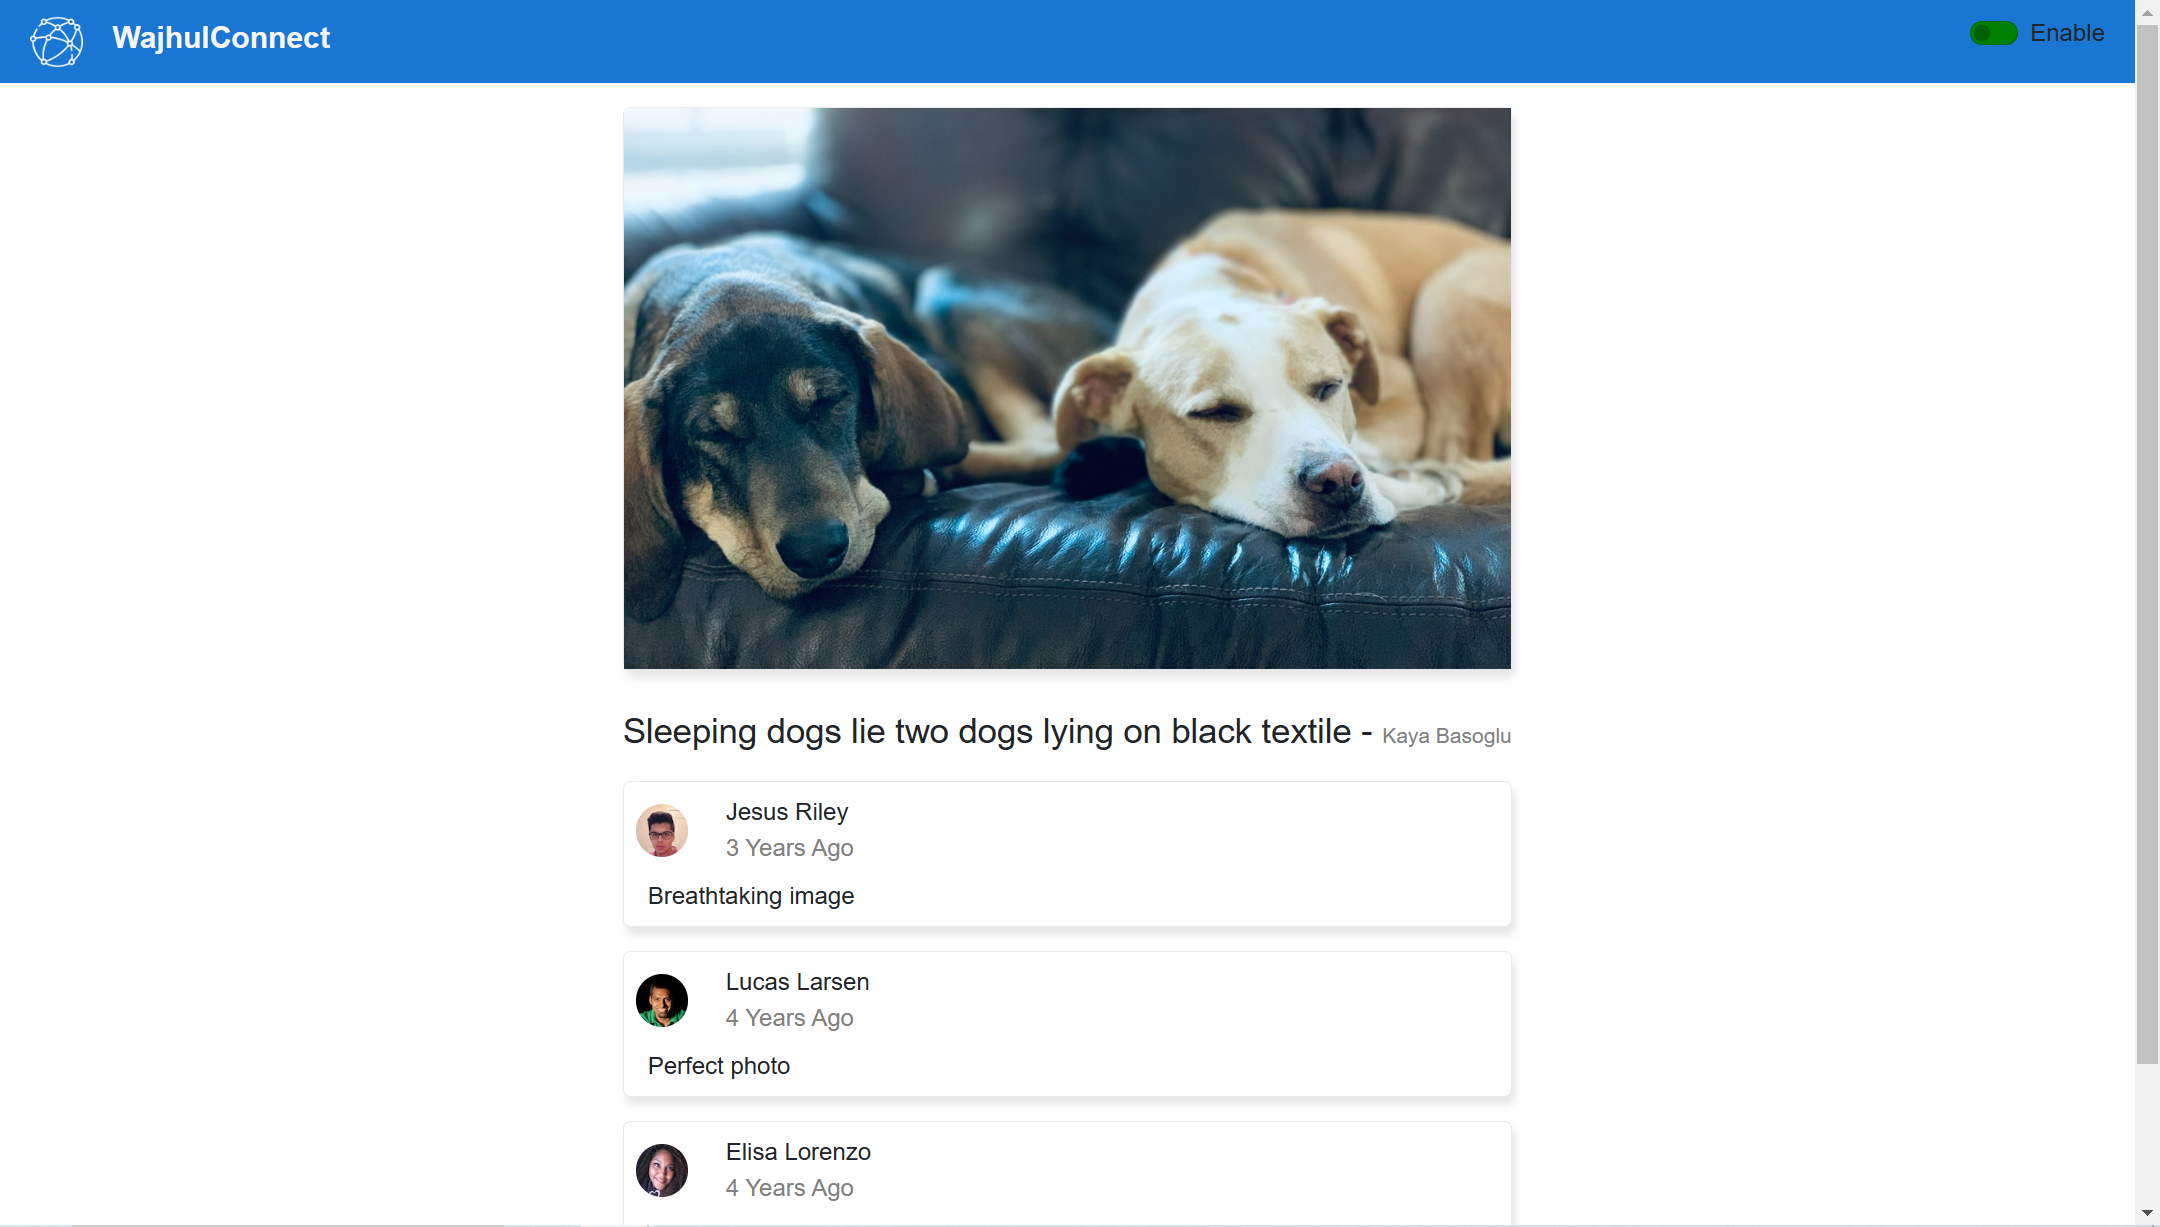 WajhulConnect
Enable
Sleeping dogs lie two dogs lying on black textile - Kaya Basoglu
Jesus Riley
3 Years Ago
Breathtaking image
Lucas Larsen
4 Years Ago
Perfect photo
Elisa Lorenzo
4 Years Ago